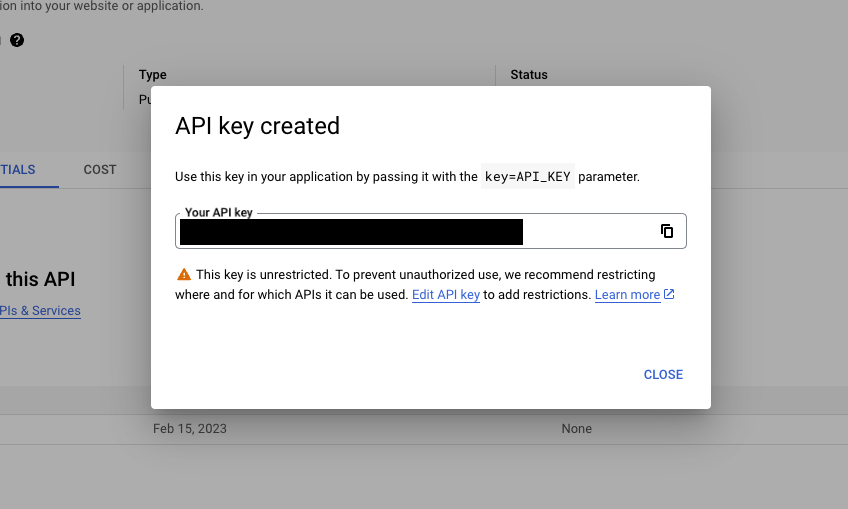 ion into your website or application.
Type
Status
Pu
TIALS
COST
API key created
Use this key in your application by passing it with the key=API_KEY parameter.
Your API key
This key is unrestricted. To prevent unauthorized use, we recommend restricting
where and for which APIs it can be used. Edit API key to add restrictions. Learn more
CLOSE
this API
PIs & Services
Feb 15, 2023
None